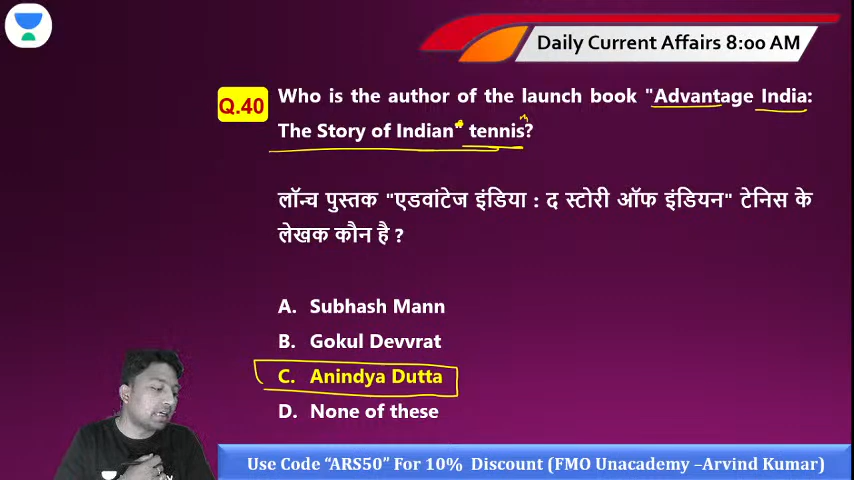 Daily Current Affairs 8:00 AM
Q.40
Who is the author of the launch book "Advantage India:
The Story of Indian" tennis?
लॉन्च पुस्तक "एडवांटेज इंडिया : द स्टोरी ऑफ इंडियन" टेनिस के
लेखक कौन है ?
A. Subhash Mann
B. Gokul Devvrat
C. Anindya Dutta
D. None of these
Use Code “ARS50” For 10% Discount (FMO Unacademy –Arvind Kumar)